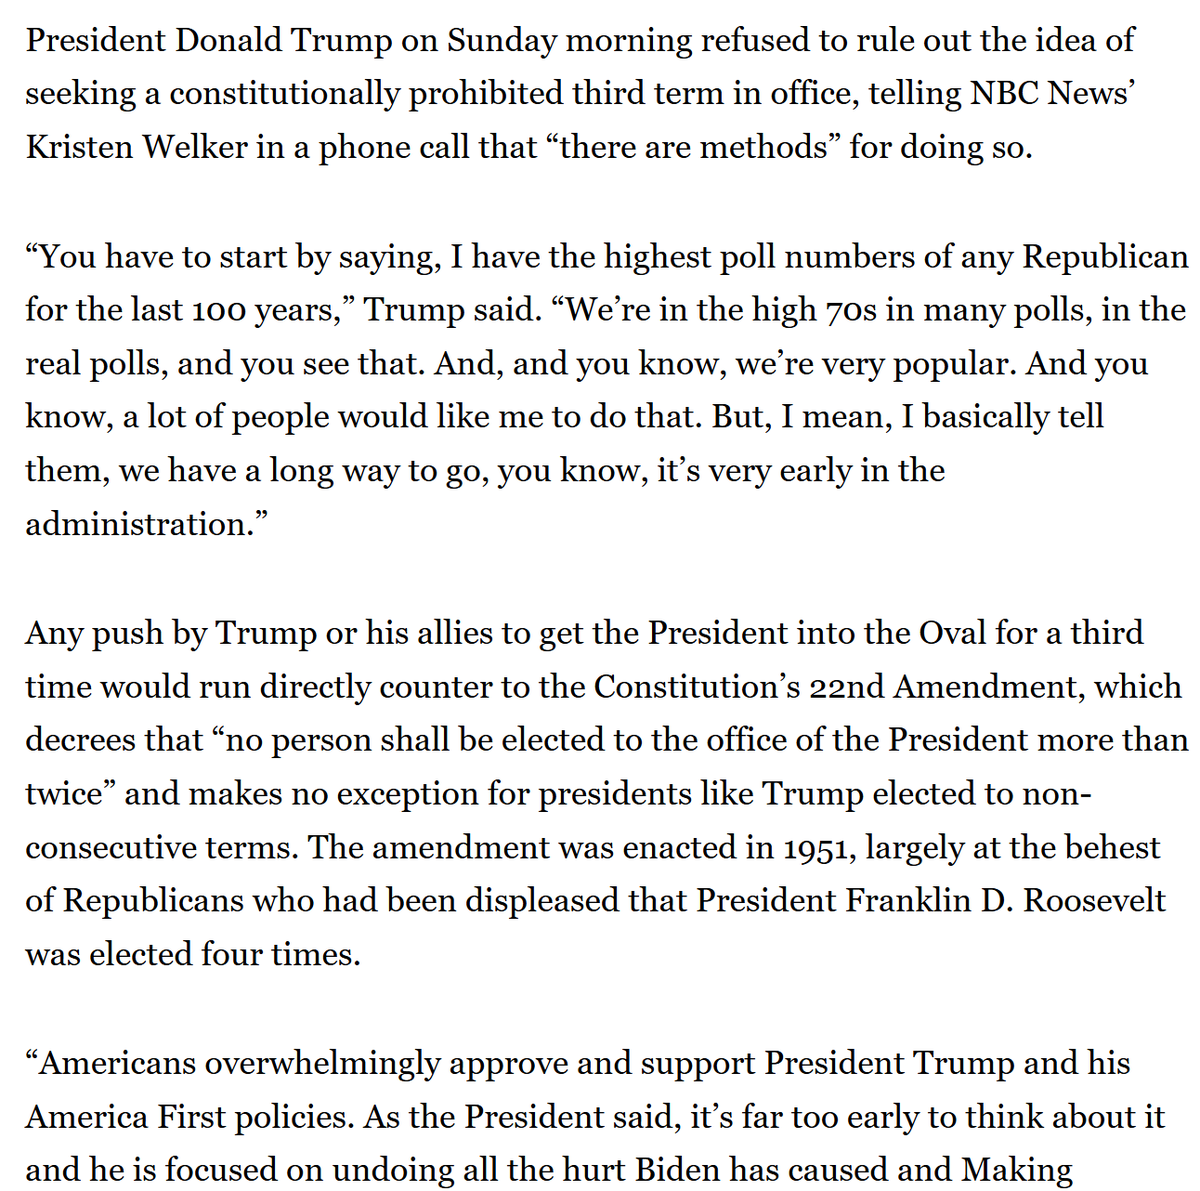 President Donald Trump on Sunday morning refused to rule out the idea of
seeking a constitutionally prohibited third term in office, telling NBC News’
Kristen Welker in a phone call that “there are methods” for doing so.
“You have to start by saying, I have the highest poll numbers of any Republican
for the last 100 years,” Trump said. “We’re in the high 70s in many polls, in the
real polls, and you see that. And, and you know, we’re very popular. And you
know, a lot of people would like me to do that. But, I mean, I basically tell
them, we have a long way to go, you know, it’s very early in the
administration.”
Any push by Trump or his allies to get the President into the Oval for a third
time would run directly counter to the Constitution’s 22nd Amendment, which
decrees that “no person shall be elected to the office of the President more than
twice” and makes no exception for presidents like Trump elected to non-
consecutive terms. The amendment was enacted in 1951, largely at the behest
of Republicans who had been displeased that President Franklin D. Roosevelt
was elected four times.
“Americans overwhelmingly approve and support President Trump and his
America First policies. As the President said, it’s far too early to think about it
and he is focused on undoing all the hurt Biden has caused and Making